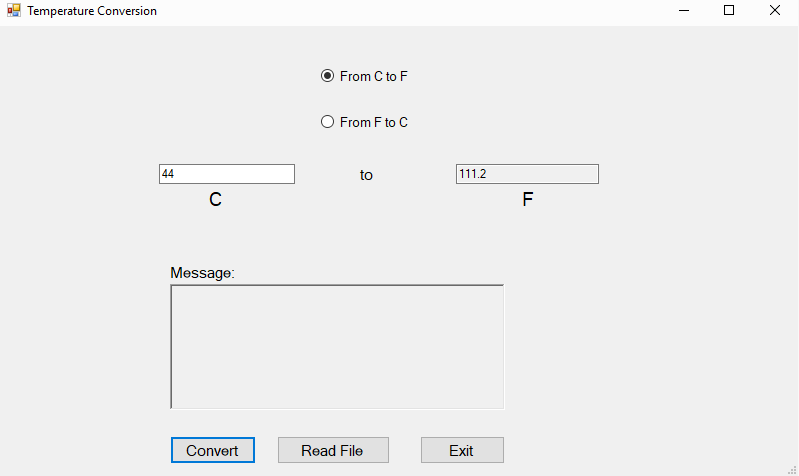 Temperature Conversion
From C to F
From F to C
44 to 111.2
C F
Message:
Convert Read File Exit